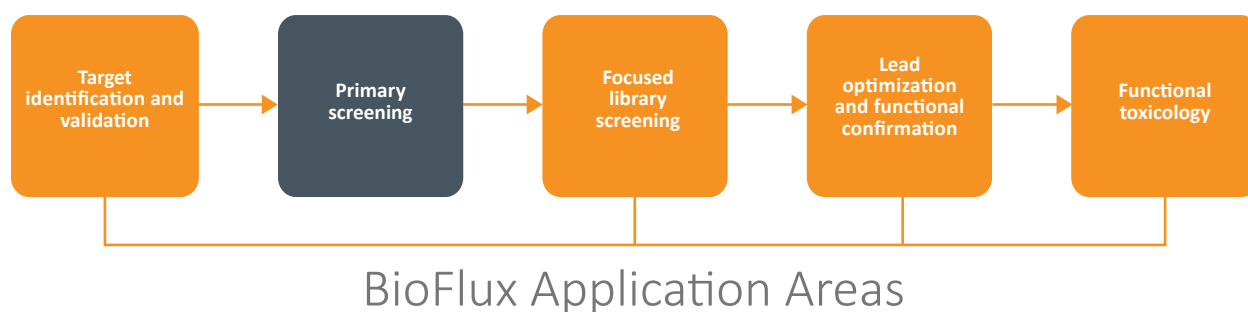 Target
identification and
validation
Primary
screening
Focused
library
screening
Lead
optimization
and functional
confirmation
Functional
toxicology
BioFlux Application Areas